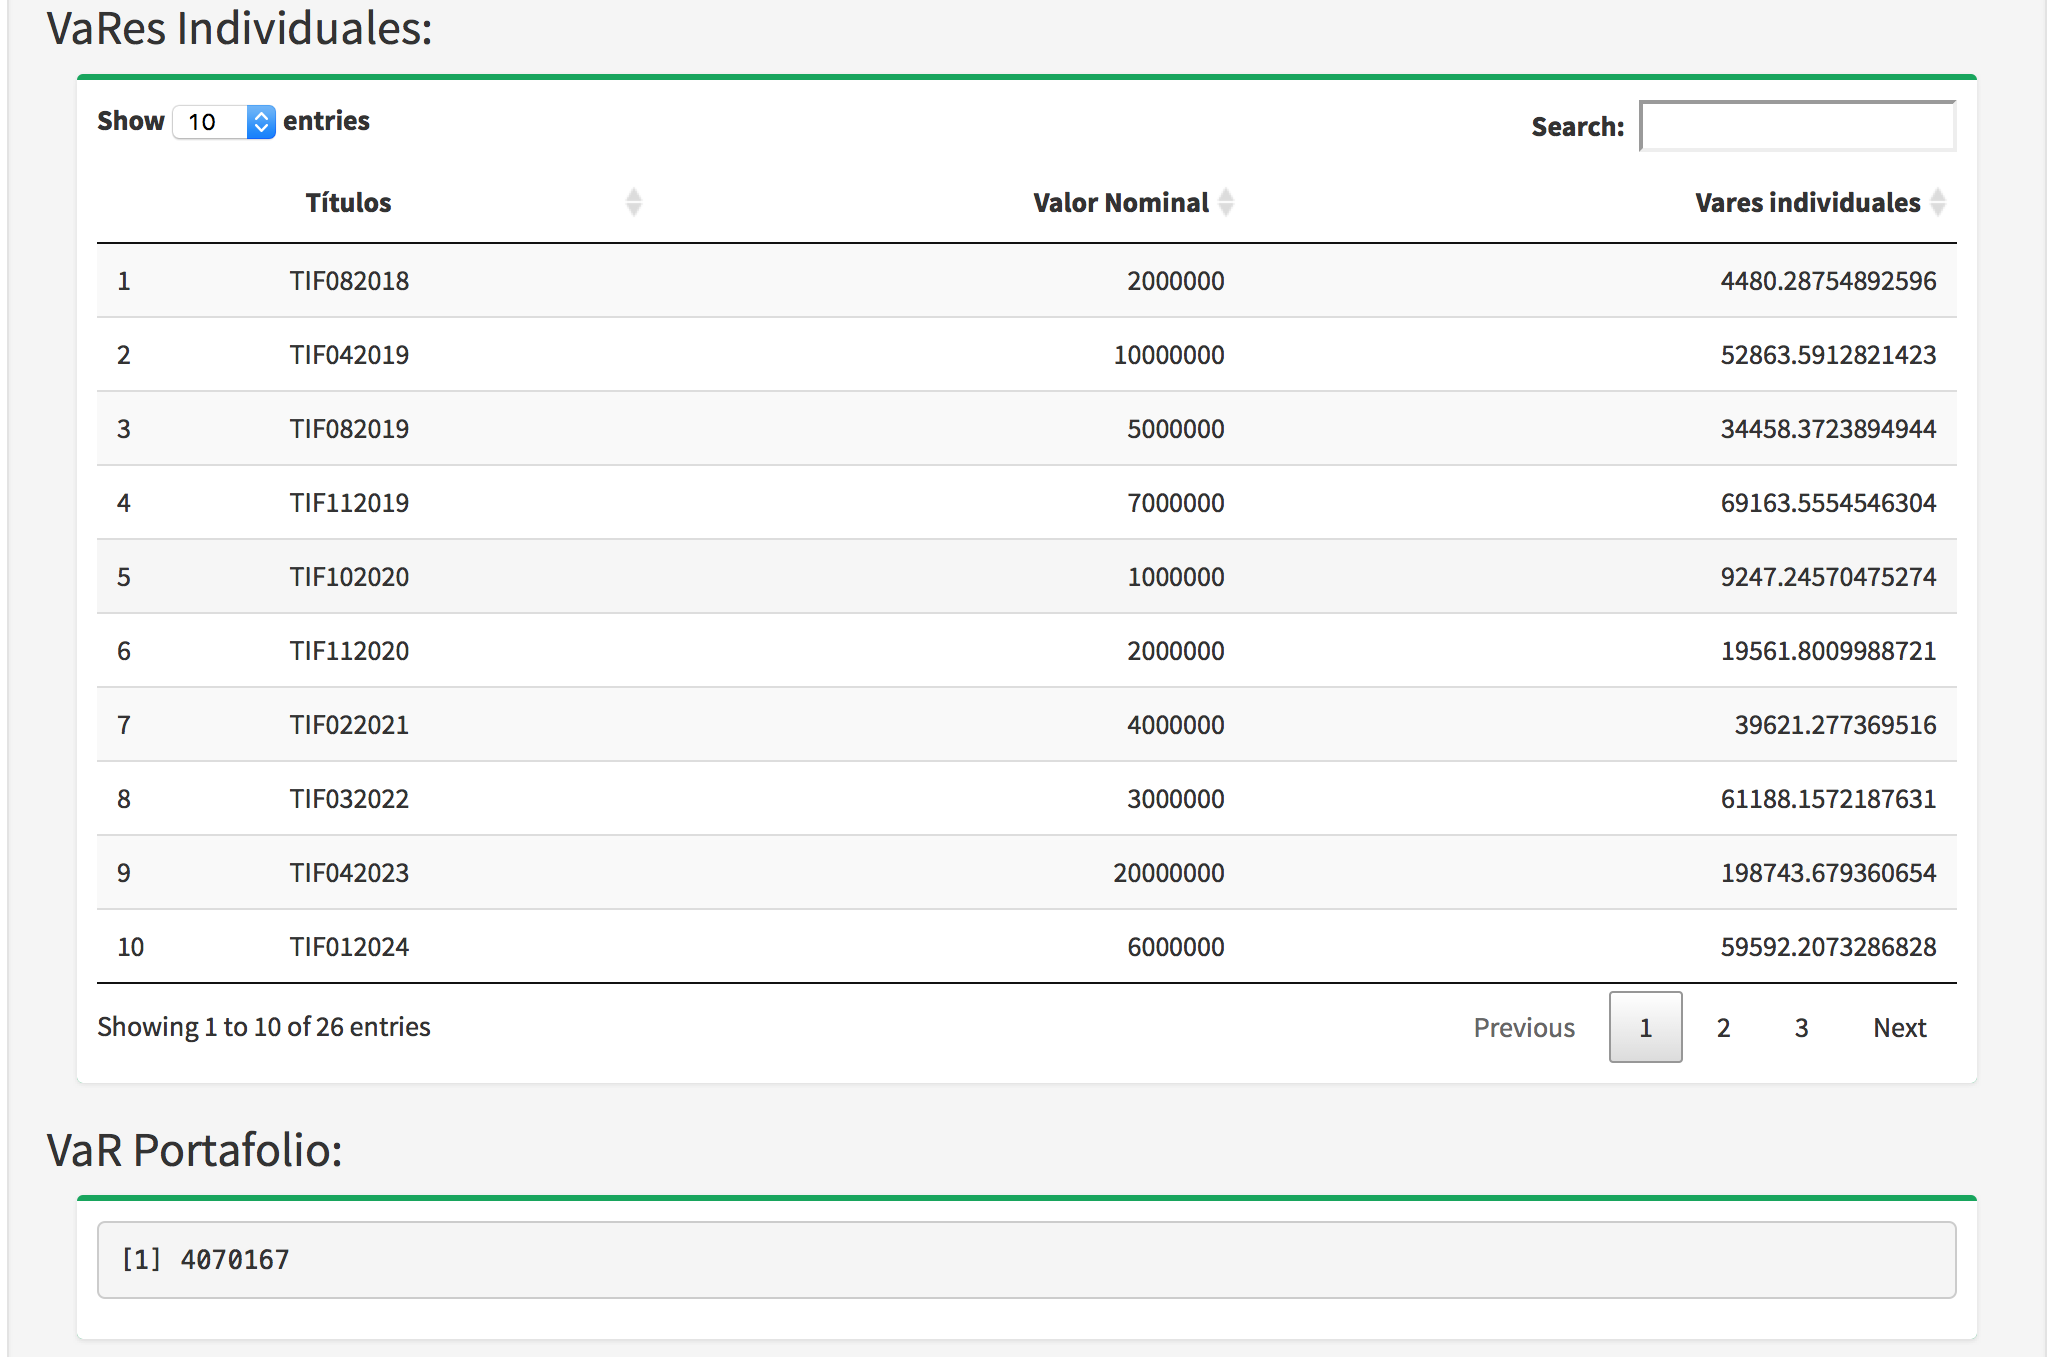 VaRes Individuales:
Show 10 entries
Search:
Títulos Valor Nominal Vares individuales
1 TIF082018 2000000 4480.28754892596
2 TIF042019 10000000 52863.5912821423
3 TIF082019 5000000 34458.3723894944
4 TIF112019 7000000 69163.5554546304
5 TIF102020 1000000 9247.24570475274
6 TIF112020 2000000 19561.8009988721
7 TIF022021 4000000 39621.277369516
8 TIF032022 3000000 61188.1572187631
9 TIF042023 20000000 198743.679360654
10 TIF012024 6000000 59592.2073286828
Showing 1 to 10 of 26 entries
Previous 1 2 3 Next
VaR Portafolio:
[1] 4070167